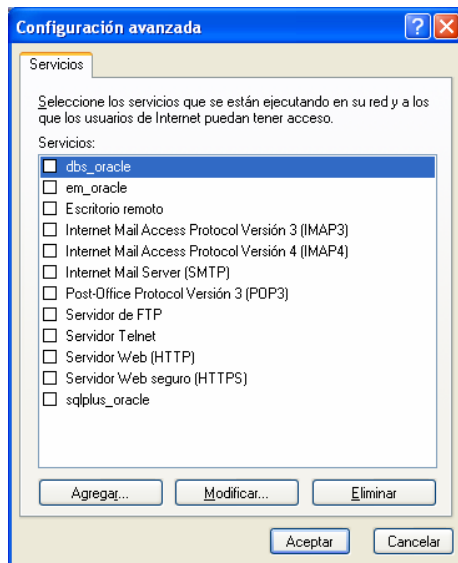 Configuración avanzada
Servicios
Seleccione los servicios que se están ejecutando en su red y a los
que los usuarios de Internet puedan tener acceso.
Servicios:
dbs_oracle
em_oracle
Escritorio remoto
Internet Mail Access Protocol Versión 3 (IMAP3)
Internet Mail Access Protocol Versión 4 (IMAP4)
Internet Mail Server (SMTP)
Post-Office Protocol Versión 3 (POP3)
Servidor de FTP
Servidor Telnet
Servidor Web (HTTP)
Servidor Web seguro (HTTPS)
sqlplus_oracle
Agregar... Modificar... Eliminar
Aceptar Cancelar